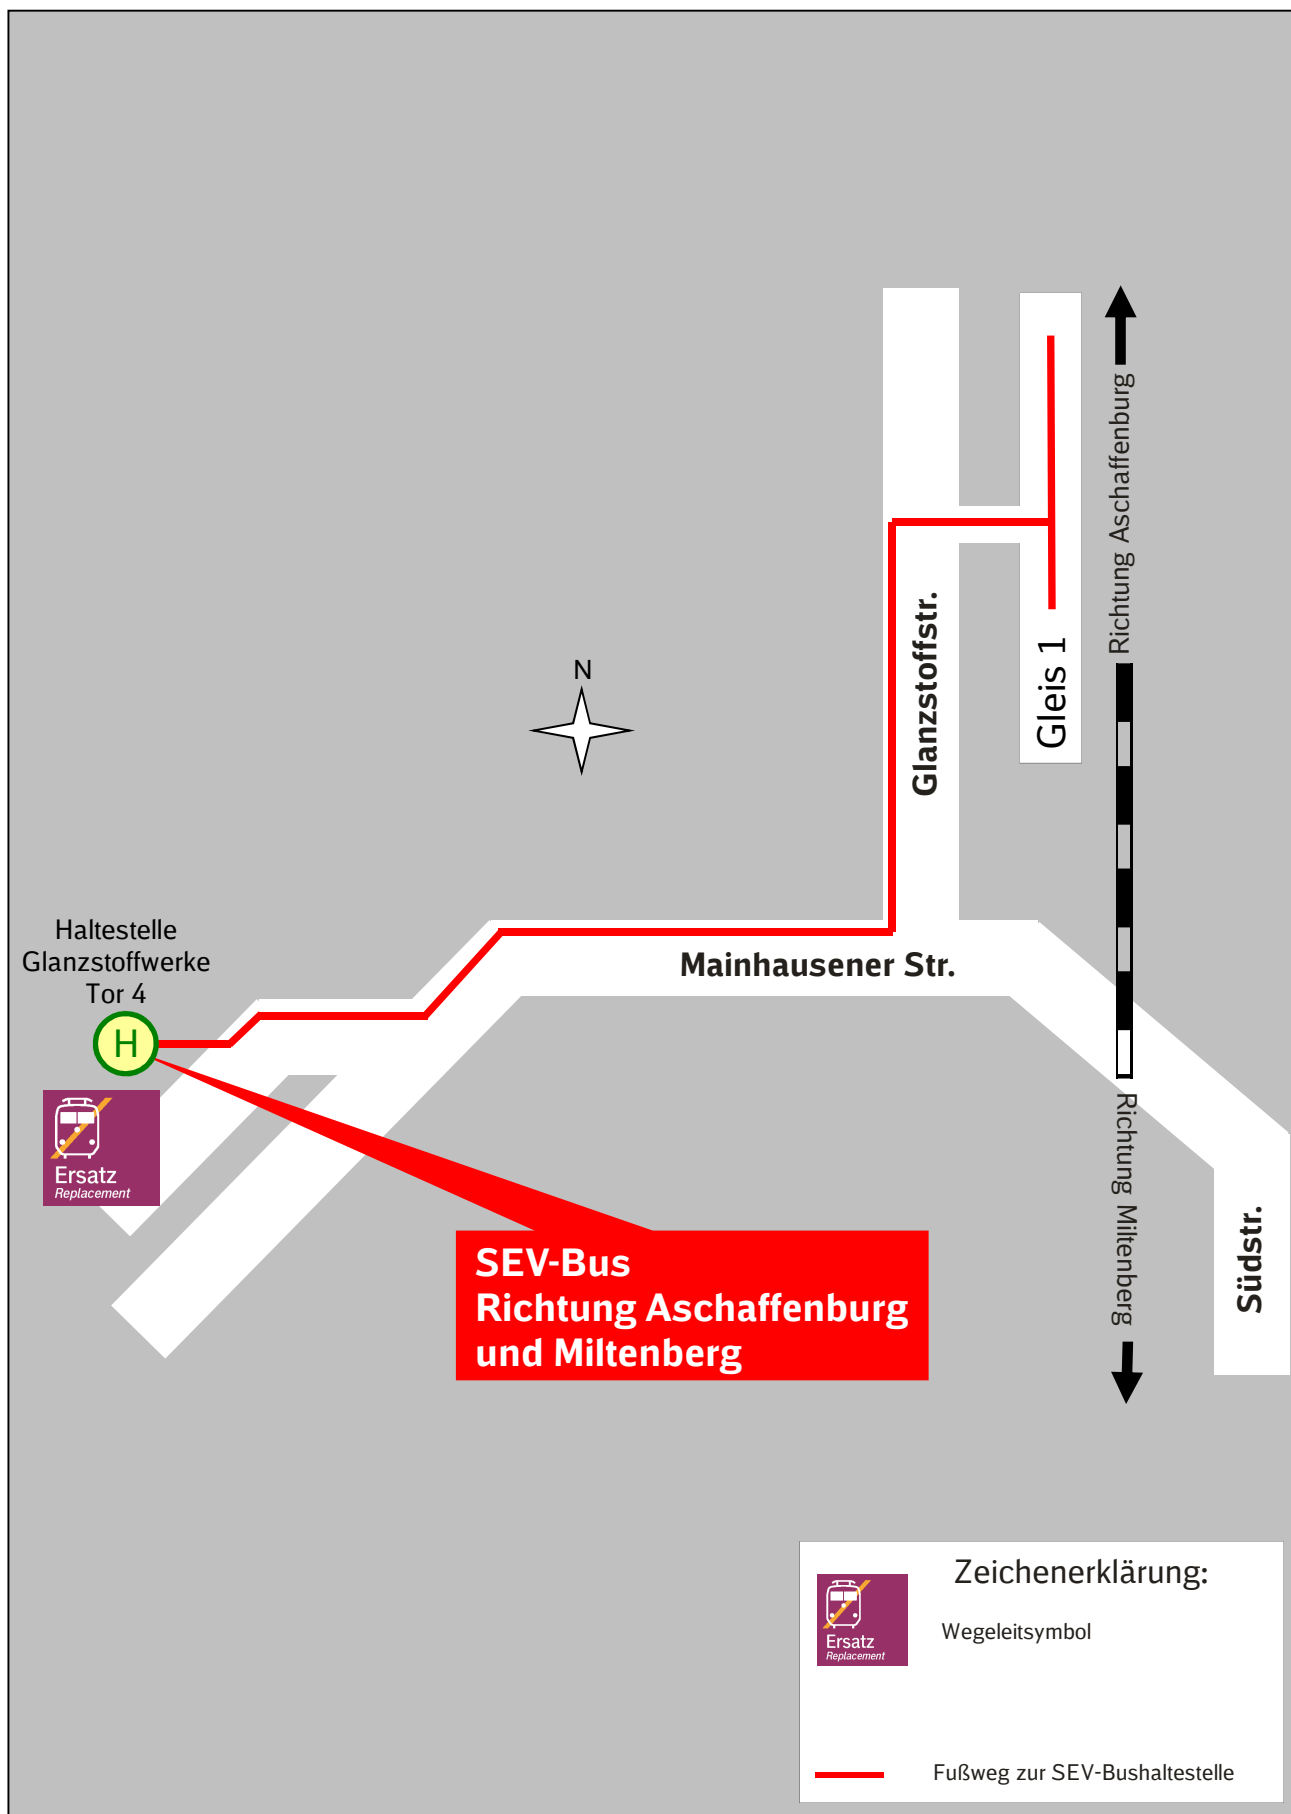 Richtung Aschaffenburg
Glanzstoffstr.
Gleis 1
N
Haltestelle
Glanzstoffwerke
Tor 4
H
Mainhausener Str.
Ersatz
Replacement
Richtung Miltenberg
Südstr.
SEV-Bus
Richtung Aschaffenburg
und Miltenberg
Zeichenerklärung:
Ersatz
Replacement
Wegeleitsymbol
Fußweg zur SEV-Bushaltestelle